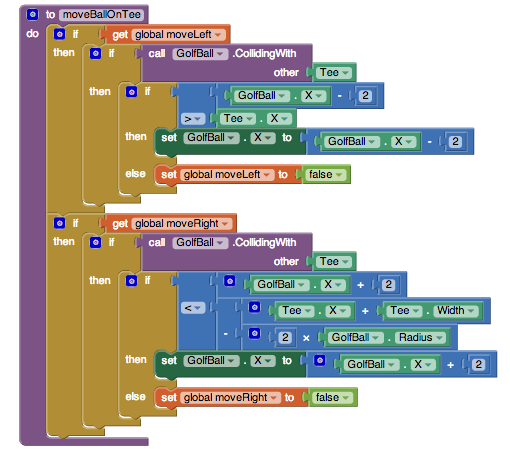 to moveBallOnTee
do if get global moveLeft
then if call GolfBall .CollidingWith
other Tee
then if GolfBall . X - 2
> Tee . X
then set GolfBall . X to GolfBall . X - 2
else set global moveLeft to false
if get global moveRight
then if call GolfBall .CollidingWith
other Tee
then if GolfBall . X + 2
< Tee . X + Tee . Width
- 2 × GolfBall . Radius
then set GolfBall . X to GolfBall . X + 2
else set global moveRight to false